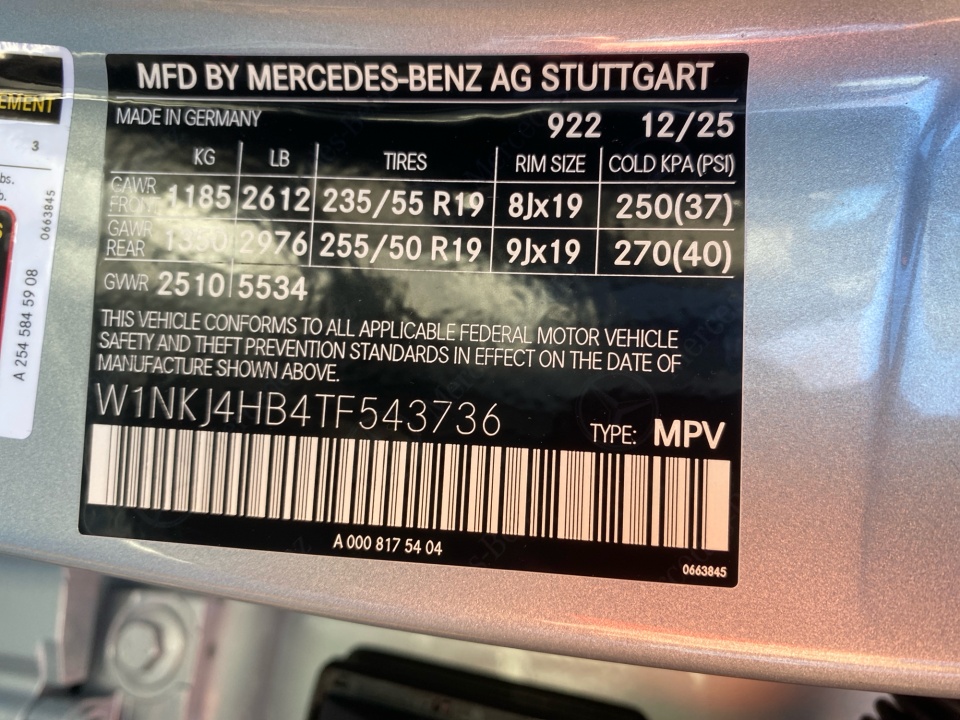 EMENT
3
bs.
b.
S
0663845
A 254 584 59 08
MFD BY MERCEDES-BENZ AG STUTTGART
MADE IN GERMANY 922 12/25
KG LB TIRES RIM SIZE COLD KPA (PSI)
GAWR FRONT 1185 2612 235/55 R19 8Jx19 250(37)
GAWR REAR 1350 2976 255/50 R19 9Jx19 270(40)
GVWR 2510 5534
THIS VEHICLE CONFORMS TO ALL APPLICABLE FEDERAL MOTOR VEHICLE
SAFETY AND THEFT PREVENTION STANDARDS IN EFFECT ON THE DATE OF
MANUFACTURE SHOWN ABOVE.
W1NKJ4HB4TF543736
TYPE: MPV
A 000 817 54 04
0663845